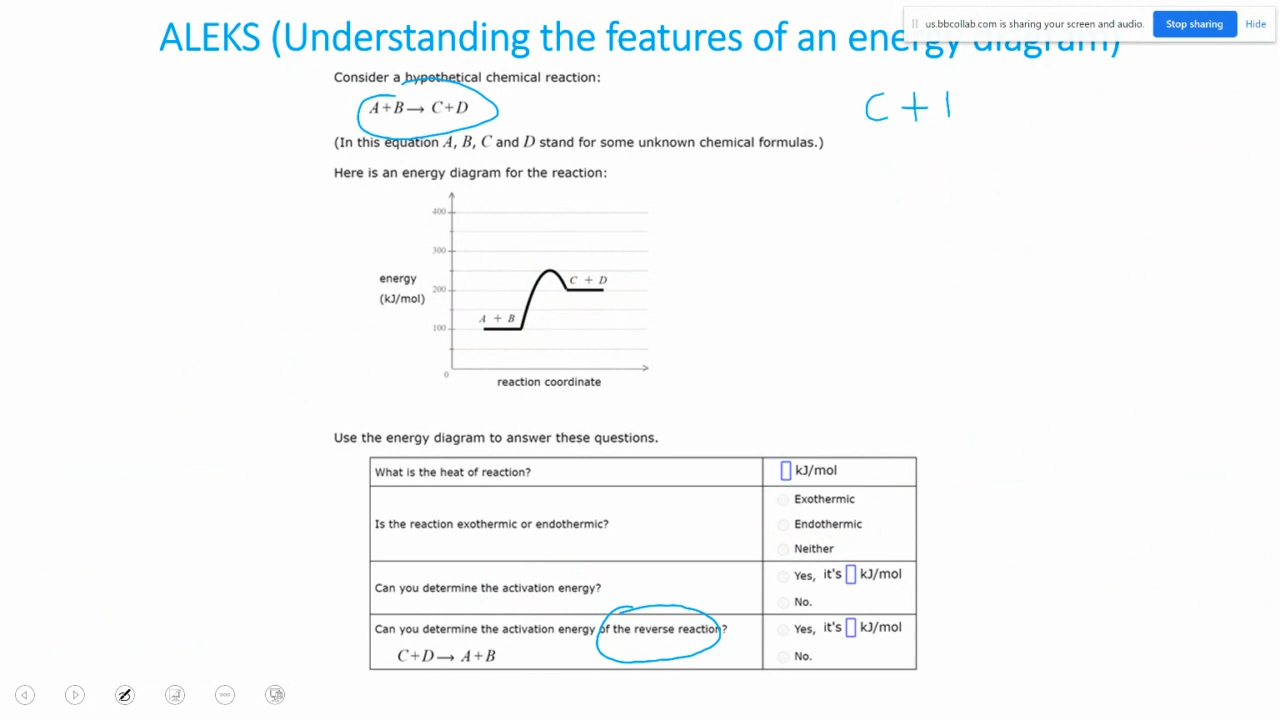 us.bbcollab.com is sharing your screen and audio. Stop sharing Hide
ALEKS (Understanding the features of an energy diagram)
Consider a hypothetical chemical reaction:
A+B→ C+D
C +
(In this equation A, B, C and D stand for some unknown chemical formulas.)
Here is an energy diagram for the reaction:
400
300
energy
(kJ/mol)
200
100
0
C + D
A + B
reaction coordinate
Use the energy diagram to answer these questions.
What is the heat of reaction? kJ/mol
Is the reaction exothermic or endothermic?
Exothermic
Endothermic
Neither
Can you determine the activation energy?
Yes, it's kJ/mol
No.
Can you determine the activation energy of the reverse reaction?
C+D→ A+B
Yes, it's kJ/mol
No.